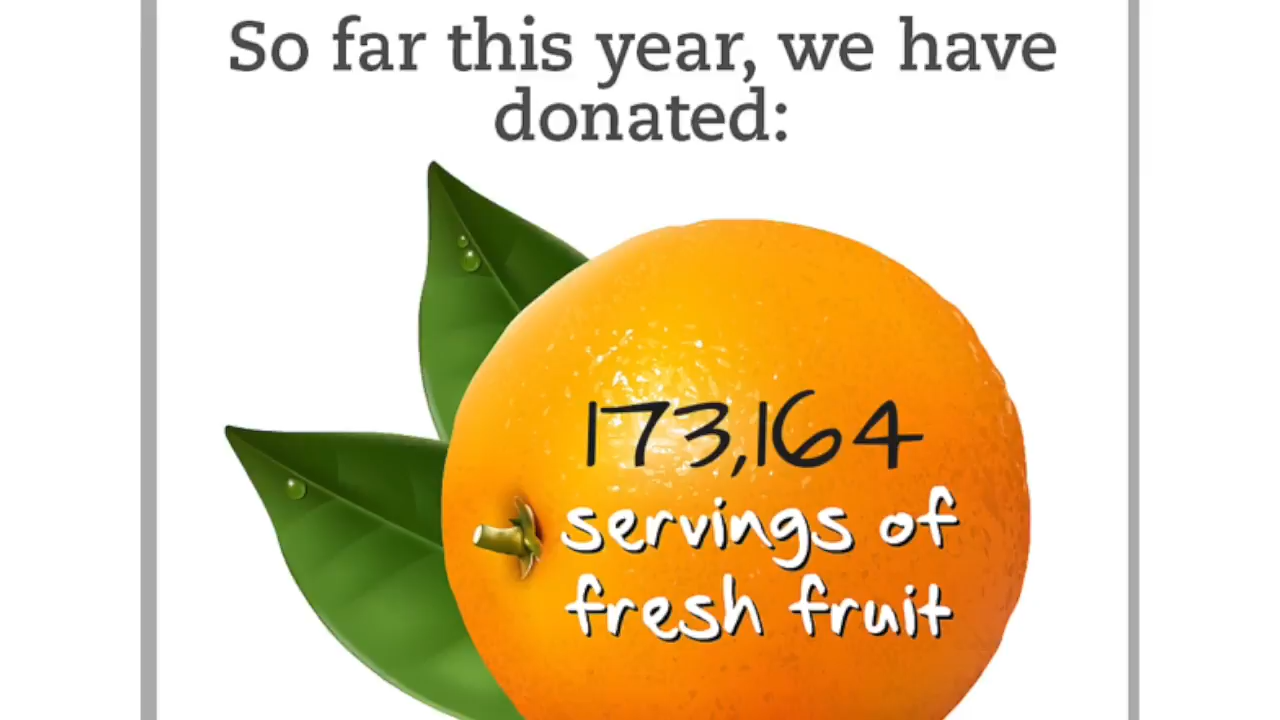 So far this year, we have
donated:
173,164
servings of
fresh fruit